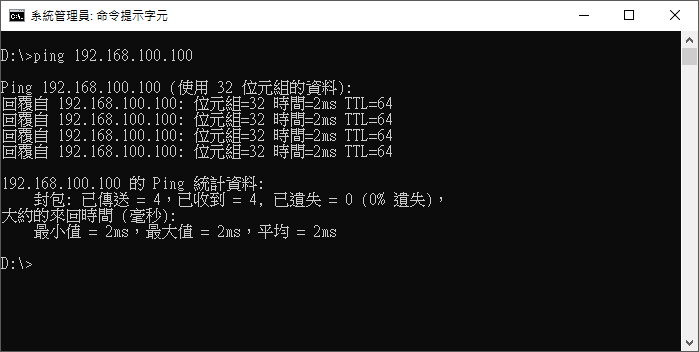 系統管理員: 命令提示字元
D:\>ping 192.168.100.100
Ping 192.168.100.100 (使用 32 位元組的資料):
回覆自 192.168.100.100: 位元組=32 時間=2ms TTL=64
回覆自 192.168.100.100: 位元組=32 時間=2ms TTL=64
回覆自 192.168.100.100: 位元組=32 時間=2ms TTL=64
回覆自 192.168.100.100: 位元組=32 時間=2ms TTL=64
192.168.100.100 的 Ping 統計資料:
封包: 已傳送 = 4，已收到 = 4, 已遺失 = 0 (0% 遺失)，
大約的來回時間 (毫秒):
最小值 = 2ms，最大值 = 2ms，平均 = 2ms
D:\>